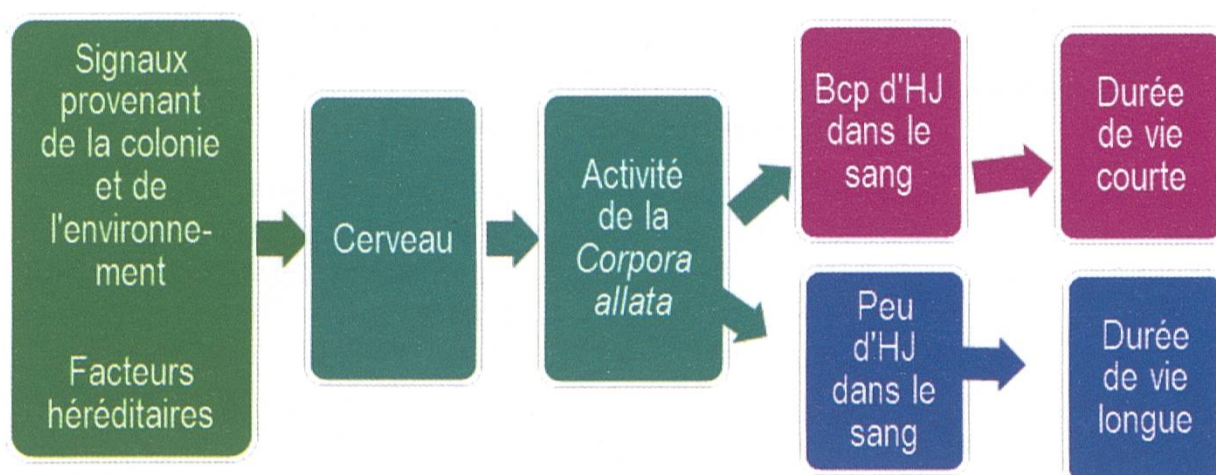 Signaux
provenant
de la colonie
et de
l'environne-
ment
Facteurs
héréditaires
Cerveau
Activité
de la
Corpora
allata
Bcp d'HJ
dans le
sang
Durée
de vie
courte
Peu
d'HJ
dans le
sang
Durée
de vie
longue